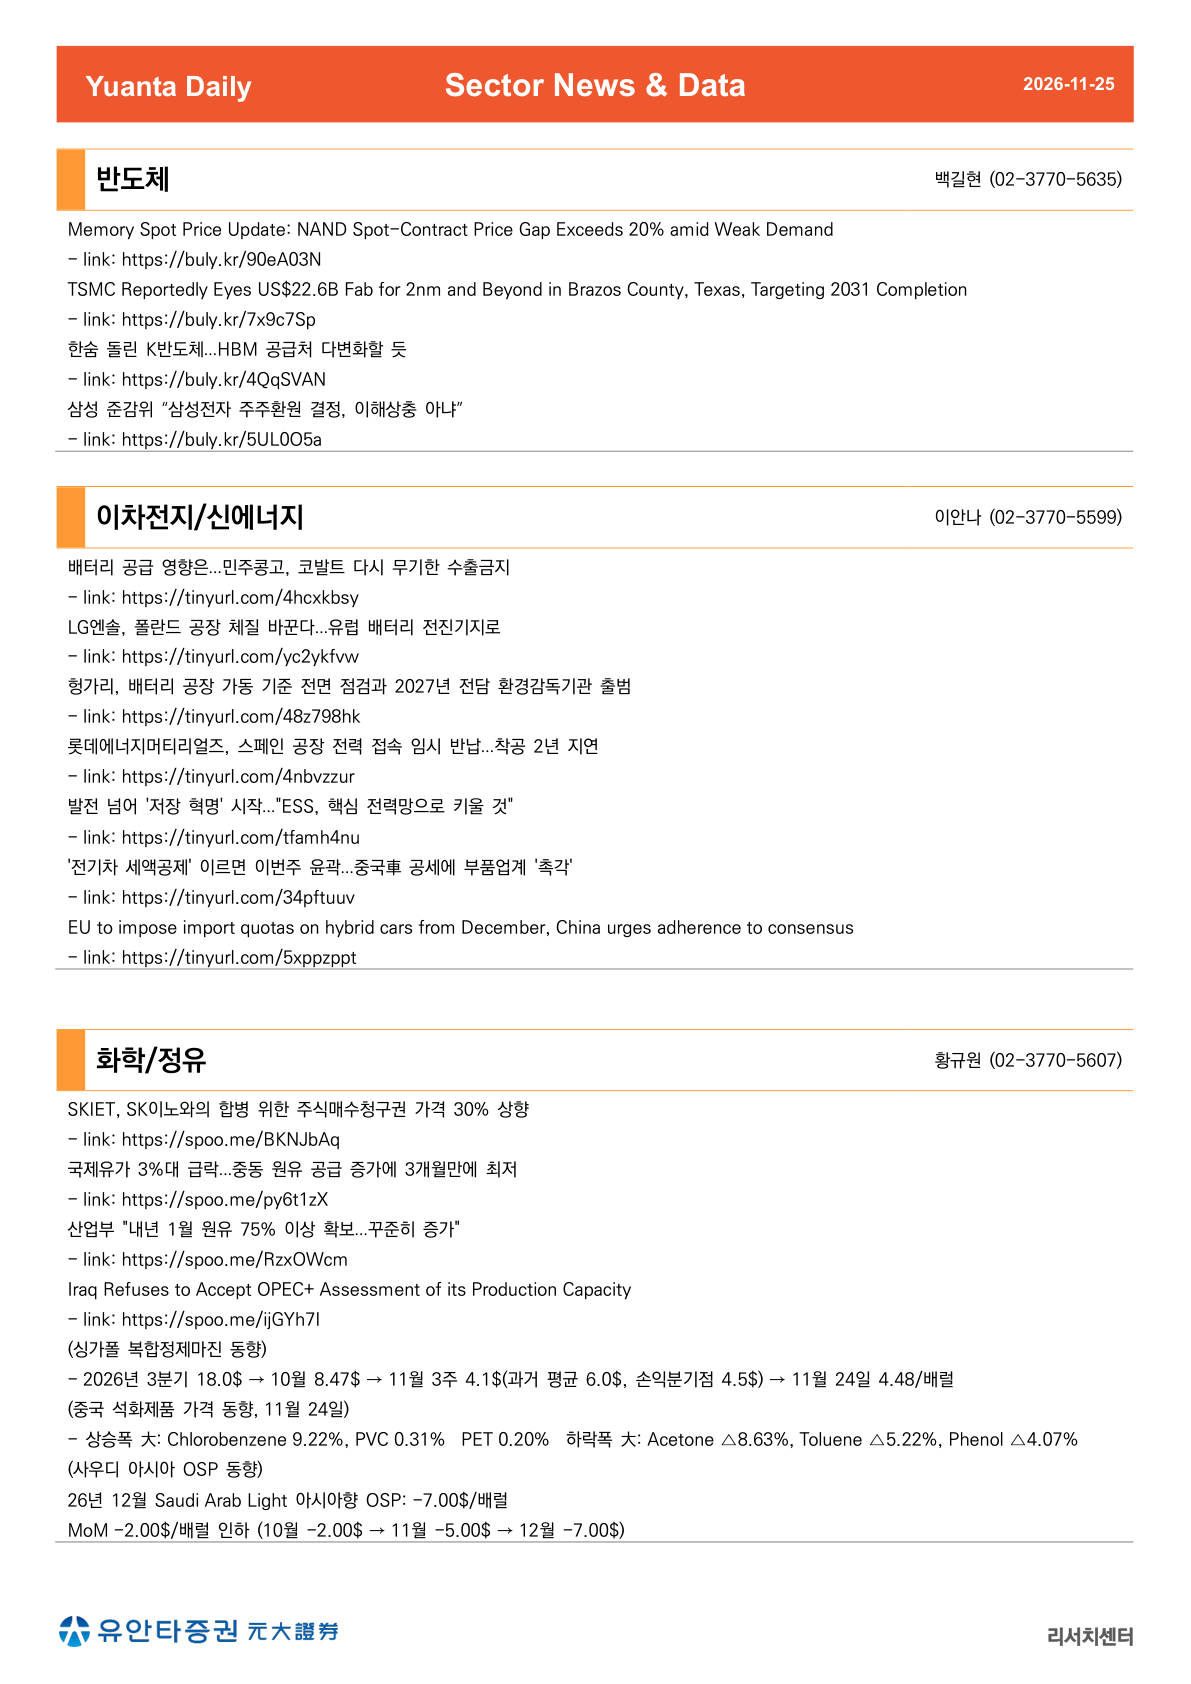 Yuanta Daily
Sector News & Data
2026-11-25
반도체
백길현 (02-3770-5635)
Memory Spot Price Update: NAND Spot-Contract Price Gap Exceeds 20% amid Weak Demand
- link: https://buly.kr/90eA03N
TSMC Reportedly Eyes US$22.6B Fab for 2nm and Beyond in Brazos County, Texas, Targeting 2031 Completion
- link: https://buly.kr/7x9c7Sp
한숨 돌린 K반도체...HBM 공급처 다변화할 듯
- link: https://buly.kr/4QqSVAN
삼성 준감위 “삼성전자 주주환원 결정, 이해상충 아냐”
- link: https://buly.kr/5UL0O5a
이차전지/신에너지
이안나 (02-3770-5599)
배터리 공급 영향은...민주콩고, 코발트 다시 무기한 수출금지
- link: https://tinyurl.com/4hcxkbsy
LG엔솔, 폴란드 공장 체질 바꾼다...유럽 배터리 전진기지로
- link: https://tinyurl.com/yc2ykfvw
헝가리, 배터리 공장 가동 기준 전면 점검과 2027년 전담 환경감독기관 출범
- link: https://tinyurl.com/48z798hk
롯데에너지머티리얼즈, 스페인 공장 전력 접속 임시 반납...착공 2년 지연
- link: https://tinyurl.com/4nbvzzur
발전 넘어 '저장 혁명' 시작..."ESS, 핵심 전력망으로 키울 것"
- link: https://tinyurl.com/tfamh4nu
'전기차 세액공제' 이르면 이번주 윤곽...중국車 공세에 부품업계 '촉각'
- link: https://tinyurl.com/34pftuuv
EU to impose import quotas on hybrid cars from December, China urges adherence to consensus
- link: https://tinyurl.com/5xppzppt
화학/정유
황규원 (02-3770-5607)
SKIET, SK이노와의 합병 위한 주식매수청구권 가격 30% 상향
- link: https://spoo.me/BKNJbAq
국제유가 3%대 급락...중동 원유 공급 증가에 3개월만에 최저
- link: https://spoo.me/py6t1zX
산업부 "내년 1월 원유 75% 이상 확보...꾸준히 증가"
- link: https://spoo.me/RzxOWcm
Iraq Refuses to Accept OPEC+ Assessment of its Production Capacity
- link: https://spoo.me/ijGYh7I
(싱가폴 복합정제마진 동향)
- 2026년 3분기 18.0$ → 10월 8.47$ → 11월 3주 4.1$(과거 평균 6.0$, 손익분기점 4.5$) → 11월 24일 4.48/배럴
(중국 석화제품 가격 동향, 11월 24일)
- 상승폭 大: Chlorobenzene 9.22%, PVC 0.31% PET 0.20% 하락폭 大: Acetone △8.63%, Toluene △5.22%, Phenol △4.07%
(사우디 아시아 OSP 동향)
26년 12월 Saudi Arab Light 아시아향 OSP: -7.00$/배럴
MoM -2.00$/배럴 인하 (10월 -2.00$ → 11월 -5.00$ → 12월 -7.00$)
유안타증권 元大證券
리서치센터